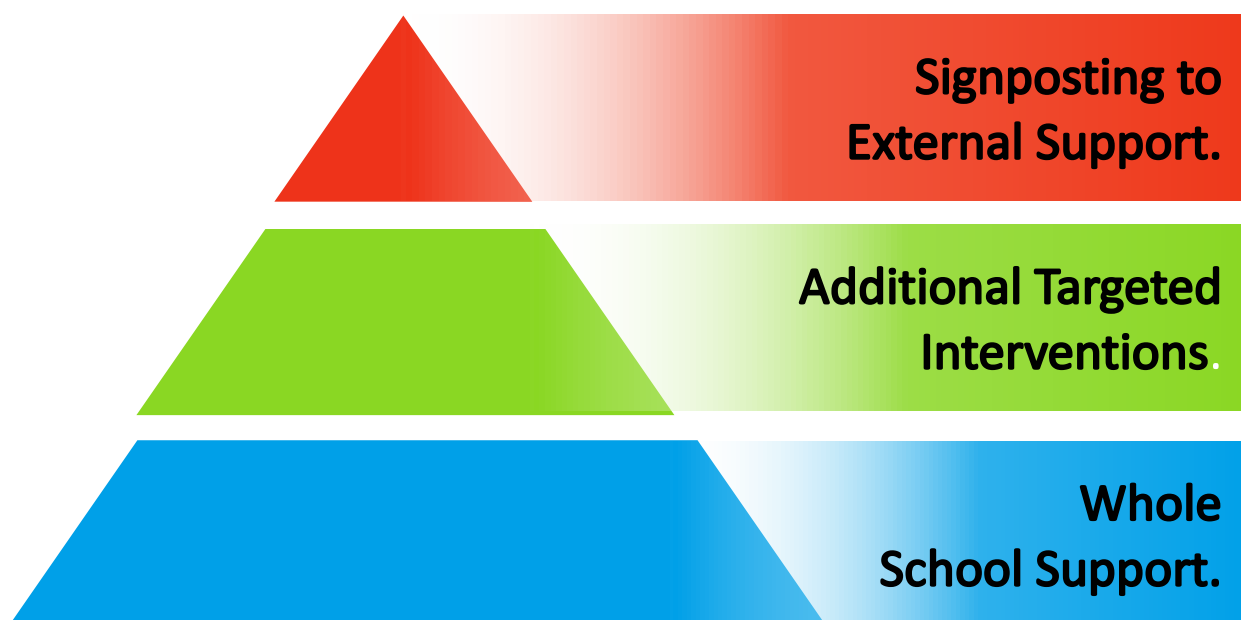 Signposting to
External Support.
Additional Targeted
Interventions.
Whole
School Support.